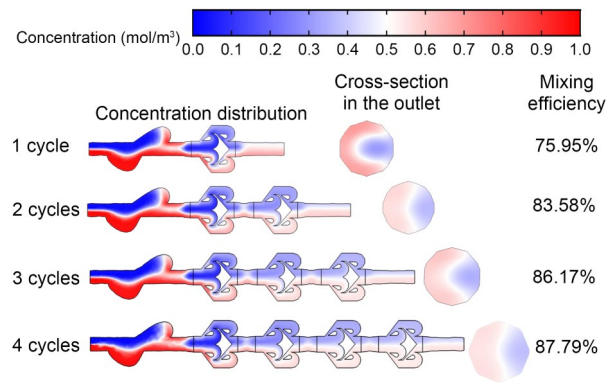 Concentration (mol/m³)
0.0 0.1 0.2 0.3 0.4 0.5 0.6 0.7 0.8 0.9 1.0
Concentration distribution
Cross-section
in the outlet
Mixing
efficiency
1 cycle 75.95%
2 cycles 83.58%
3 cycles 86.17%
4 cycles 87.79%